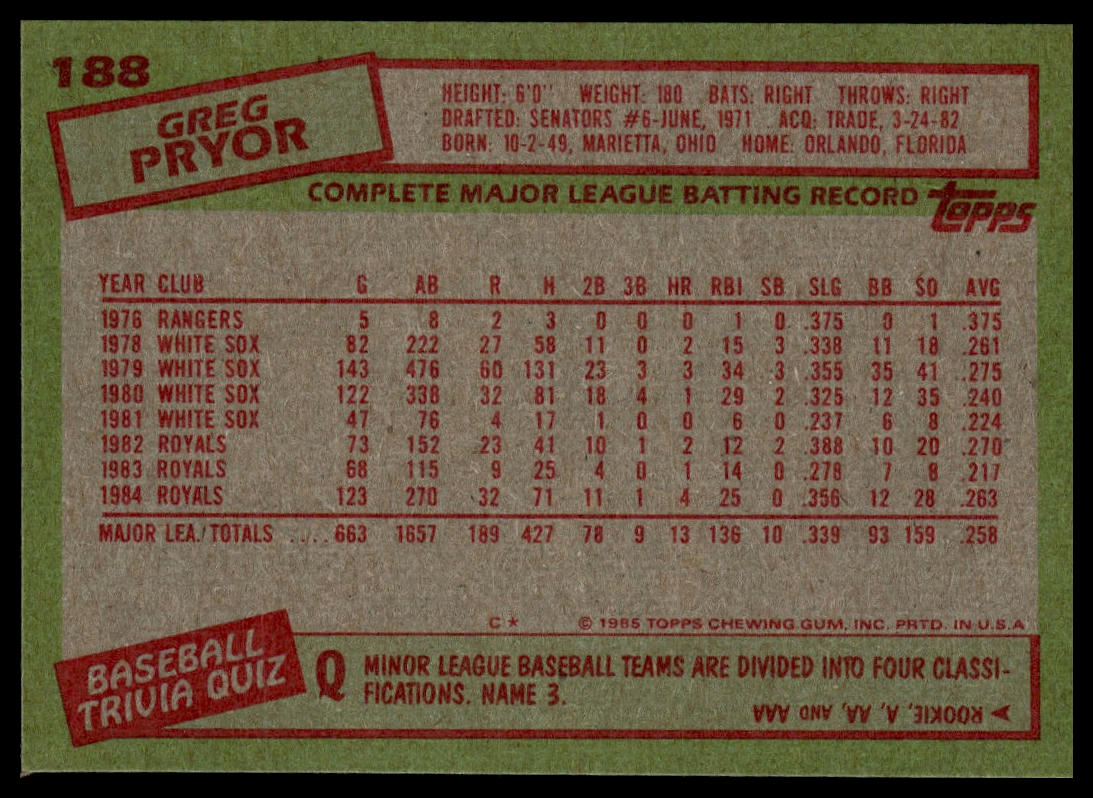 188
GREG
PRYOR
HEIGHT: 6'0" WEIGHT: 180 BATS: RIGHT THROWS: RIGHT
DRAFTED: SENATORS #6-JUNE, 1971 ACQ: TRADE, 3-24-82
BORN: 10-2-49, MARIETTA, OHIO HOME: ORLANDO, FLORIDA
COMPLETE MAJOR LEAGUE BATTING RECORD topps
YEAR CLUB G AB R H 2B 3B HR RBI SB SLG BB SO AVG
1976 RANGERS 5 8 2 3 0 0 0 1 0 .375 0 1 .375
1978 WHITE SOX 82 222 27 58 11 0 2 15 3 .338 11 18 .261
1979 WHITE SOX 143 476 60 131 23 3 3 34 3 .355 35 41 .275
1980 WHITE SOX 122 338 32 81 18 4 1 29 2 .325 12 35 .240
1981 WHITE SOX 47 76 4 17 1 0 0 6 0 .237 6 8 .224
1982 ROYALS 73 152 23 41 10 1 2 12 2 .388 10 20 .270
1983 ROYALS 68 115 9 25 4 0 1 14 0 .278 7 8 .217
1984 ROYALS 123 270 32 71 11 1 4 25 0 .356 12 28 .263
MAJOR LEA. TOTALS .... 663 1657 189 427 78 9 13 136 10 .339 93 159 .258
C* © 1985 TOPPS CHEWING GUM, INC. PRTD. IN U.S.A.
BASEBALL
TRIVIA QUIZ
Q MINOR LEAGUE BASEBALL TEAMS ARE DIVIDED INTO FOUR CLASSI-
FICATIONS. NAME 3.
ROOKIE, A, AA, AND AAA